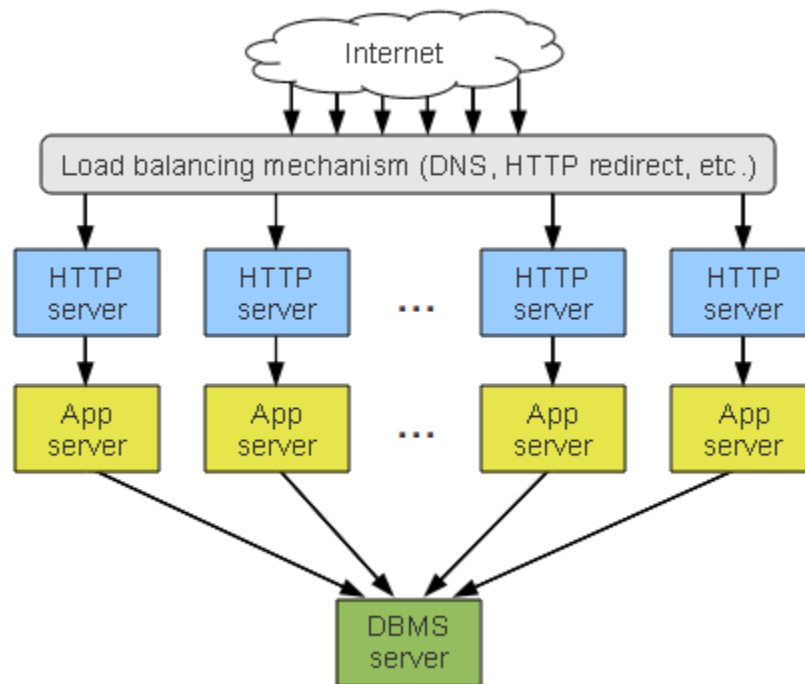 Internet
Load balancing mechanism (DNS, HTTP redirect, etc.)
HTTP
server
HTTP
server
...
HTTP
server
HTTP
server
App
server
App
server
...
App
server
App
server
DBMS
server